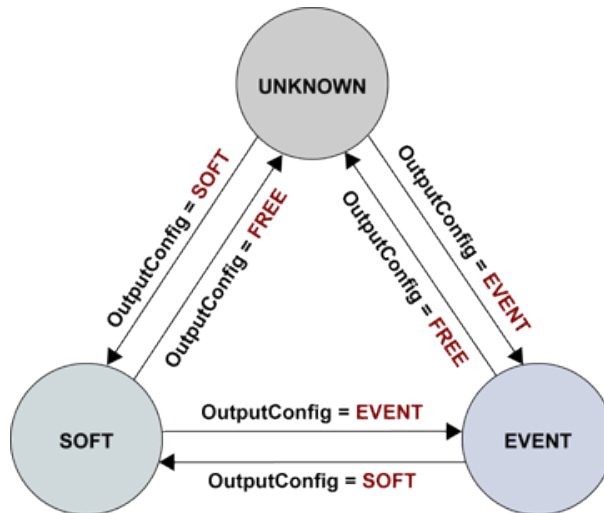 UNKNOWN
OutputConfig = SOFT
OutputConfig = FREE
OutputConfig = FREE
OutputConfig = EVENT
SOFT
OutputConfig = EVENT
OutputConfig = SOFT
EVENT